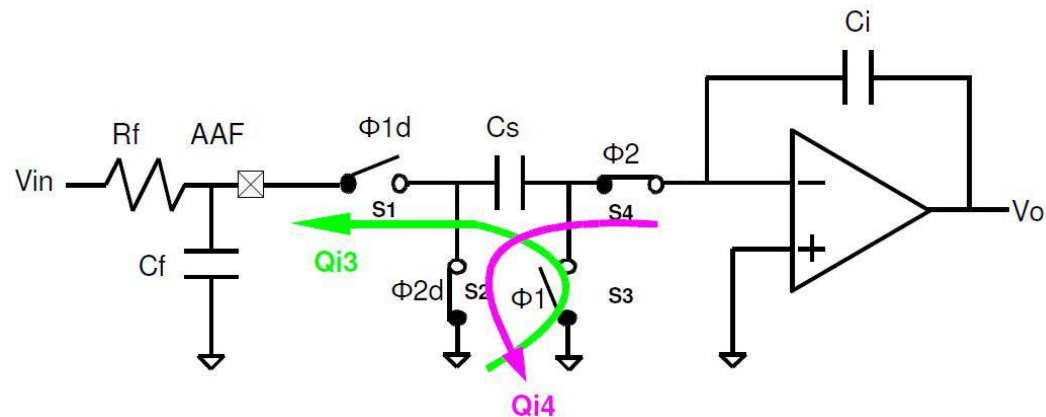 Ci
Rf AAF Φ1d Cs Φ2
Vin
S1 S4
Vo
Qi3
Cf Φ2d S2 Φ1 S3
Qi4